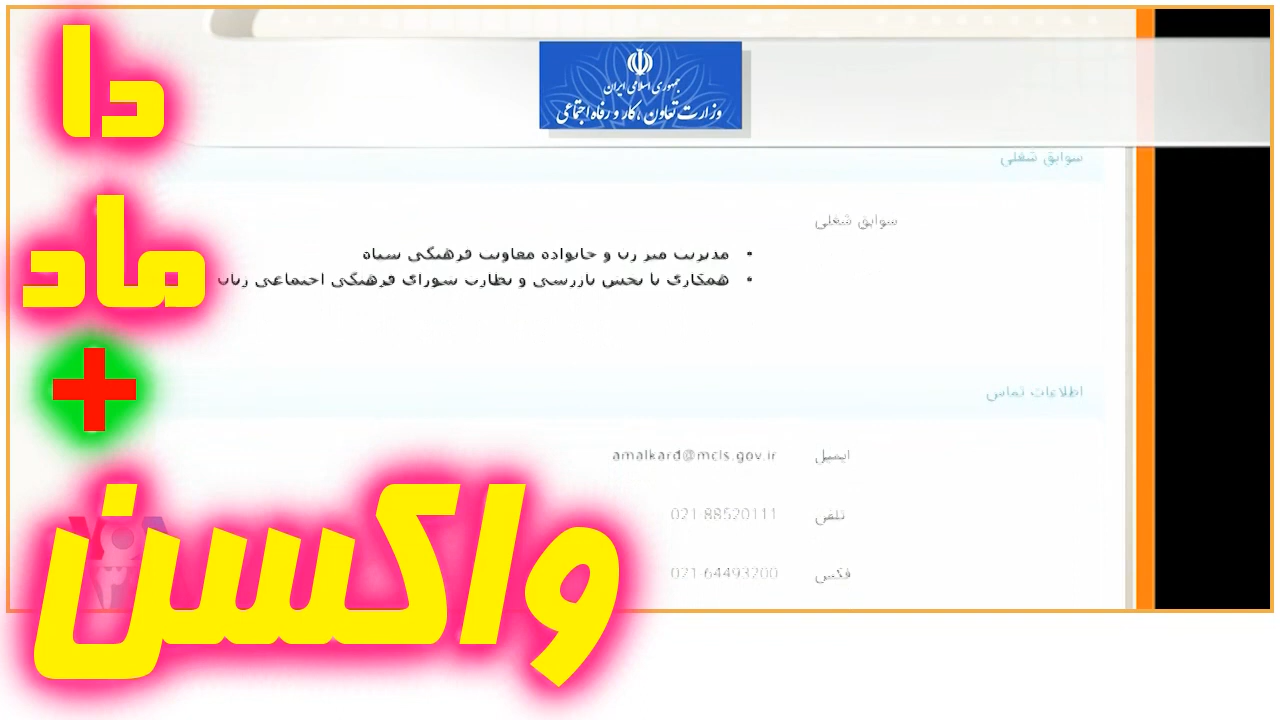 دا
ماد
+
واکسن
جمهوری اسلامی ایران
وزارت تعاون، کار و رفاه اجتماعی
سوابق شغلی
سوابق شغلی
• مدیریت میز زن و خانواده معاونت فرهنگی سپاه
• همکاری با بخش بازرسی و نظارت شورای فرهنگی اجتماعی زنان
اطلاعات تماس
ایمیل amalkard@mcls.gov.ir
تلفن 021 88520111
فکس 021 64493200